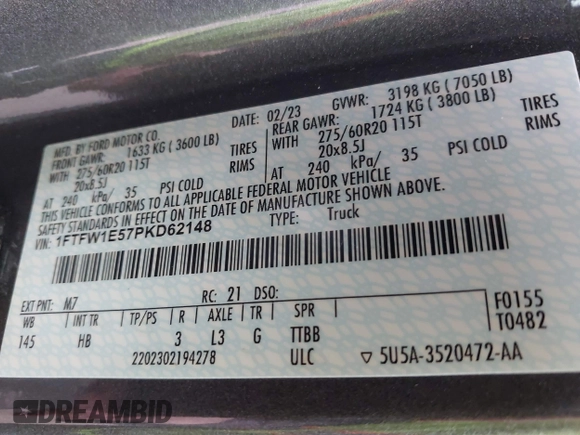 MFD. BY FORD MOTOR CO.
DATE: 02/23 GVWR: 3198 KG (7050 LB)
FRONT GAWR: 1633 KG (3600 LB)
REAR GAWR: 1724 KG (3800 LB)
WITH 275/60R20 115T TIRES
WITH 275/60R20 115T TIRES
20x8.5J RIMS
20x8.5J RIMS
AT 240 kPa/ 35 PSI COLD
AT 240 kPa/ 35 PSI COLD
THIS VEHICLE CONFORMS TO ALL APPLICABLE FEDERAL MOTOR VEHICLE
SAFETY STANDARDS IN EFFECT ON THE DATE OF MANUFACTURE SHOWN ABOVE.
VIN: 1FTFW1E57PKD62148 TYPE: Truck
EXT PNT: M7 RC: 21 DSO:
WB INT TR TP/PS R AXLE TR SPR F0155
145 HB 3 L3 G TTBB T0482
2202302194278 ULC ▽ 5U5A-3520472-AA
DREAMBID